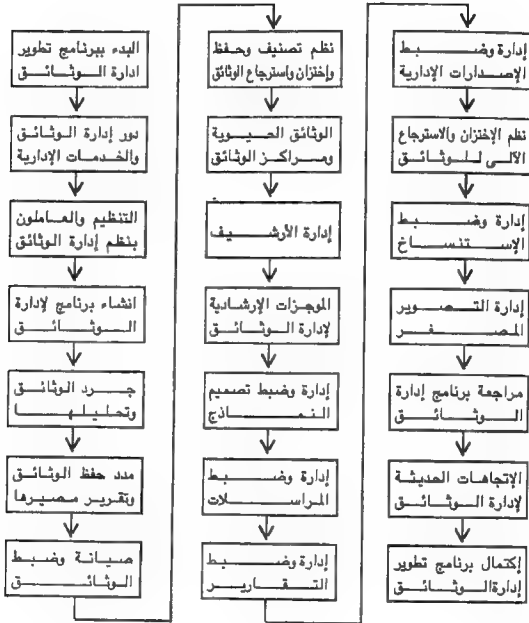 البدء ببرنامج تطوير
ادارة الوثائق
دور إدارة الوثائق
والخدمات الإدارية
التنظيم والعاملون
بنظم إدارة الوثائق
انشاء برنامج لإدارة
الوثائق
جرد الوثائق
وتحليلها
مدد حفظ الوثائق
وتقرير مصيرها
صيانة وضبط
الوثائق
نظم تصنيف وحفظ
وإختزان واسترجاع الوثائق
الوثائق الحيوية
ومراكز الوثائق
إدارة الأرشيف
الموجزات الإرشادية
لإدارة الوثائق
إدارة وضبط تصميم
النماذج
إدارة وضبط
المراسلات
إدارة وضبط
التقارير
إدارة وضبط
الإصدارات الإدارية
نظم الإختزان والاسترجاع
الآلى للوثائق
إدارة وضبط
الإستنساخ
إدارة التصوير
المصغر
مراجعة برنامج إدارة
الوثائق
الإتجاهات الحديثة
لإدارة الوثائق
إكتمال برنامج تطوير
إدارة الوثائق